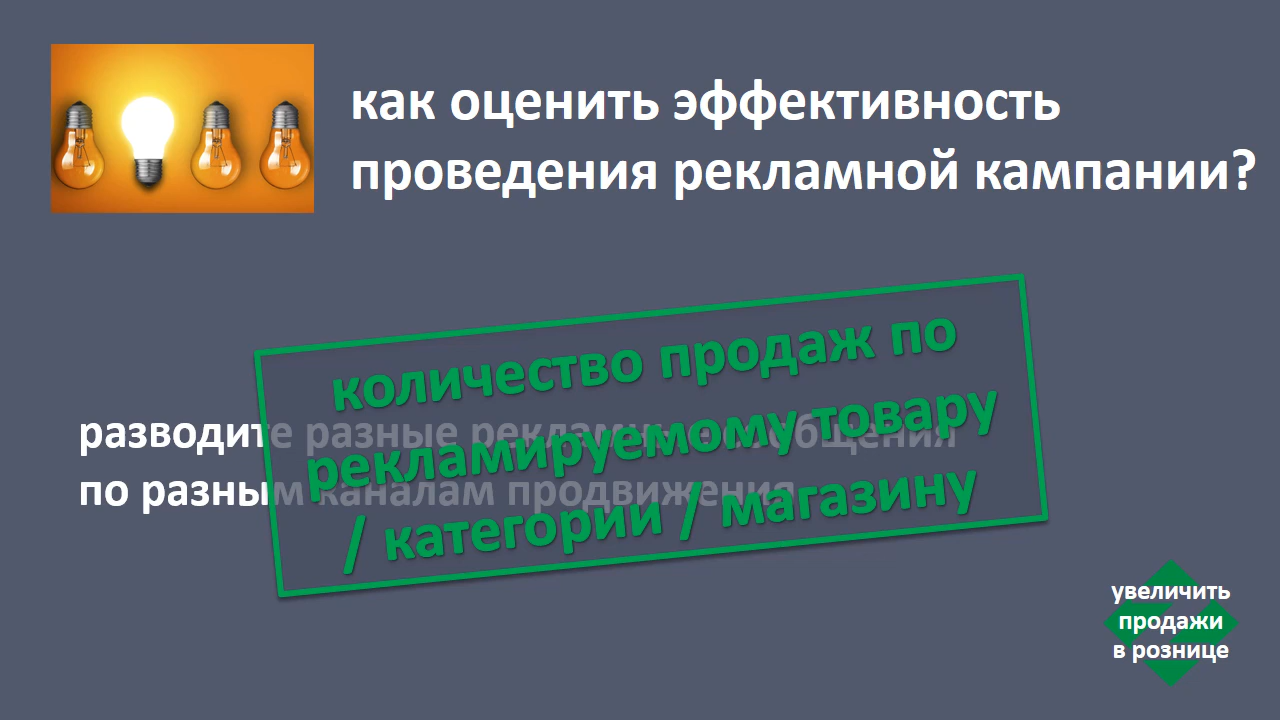 как оценить эффективность
проведения рекламной кампании?
количество продаж по
рекламируемому товару
/ категории / магазину
разводите разные рекламные сообщения
по разным каналам продвижения
увеличить
продажи
в рознице